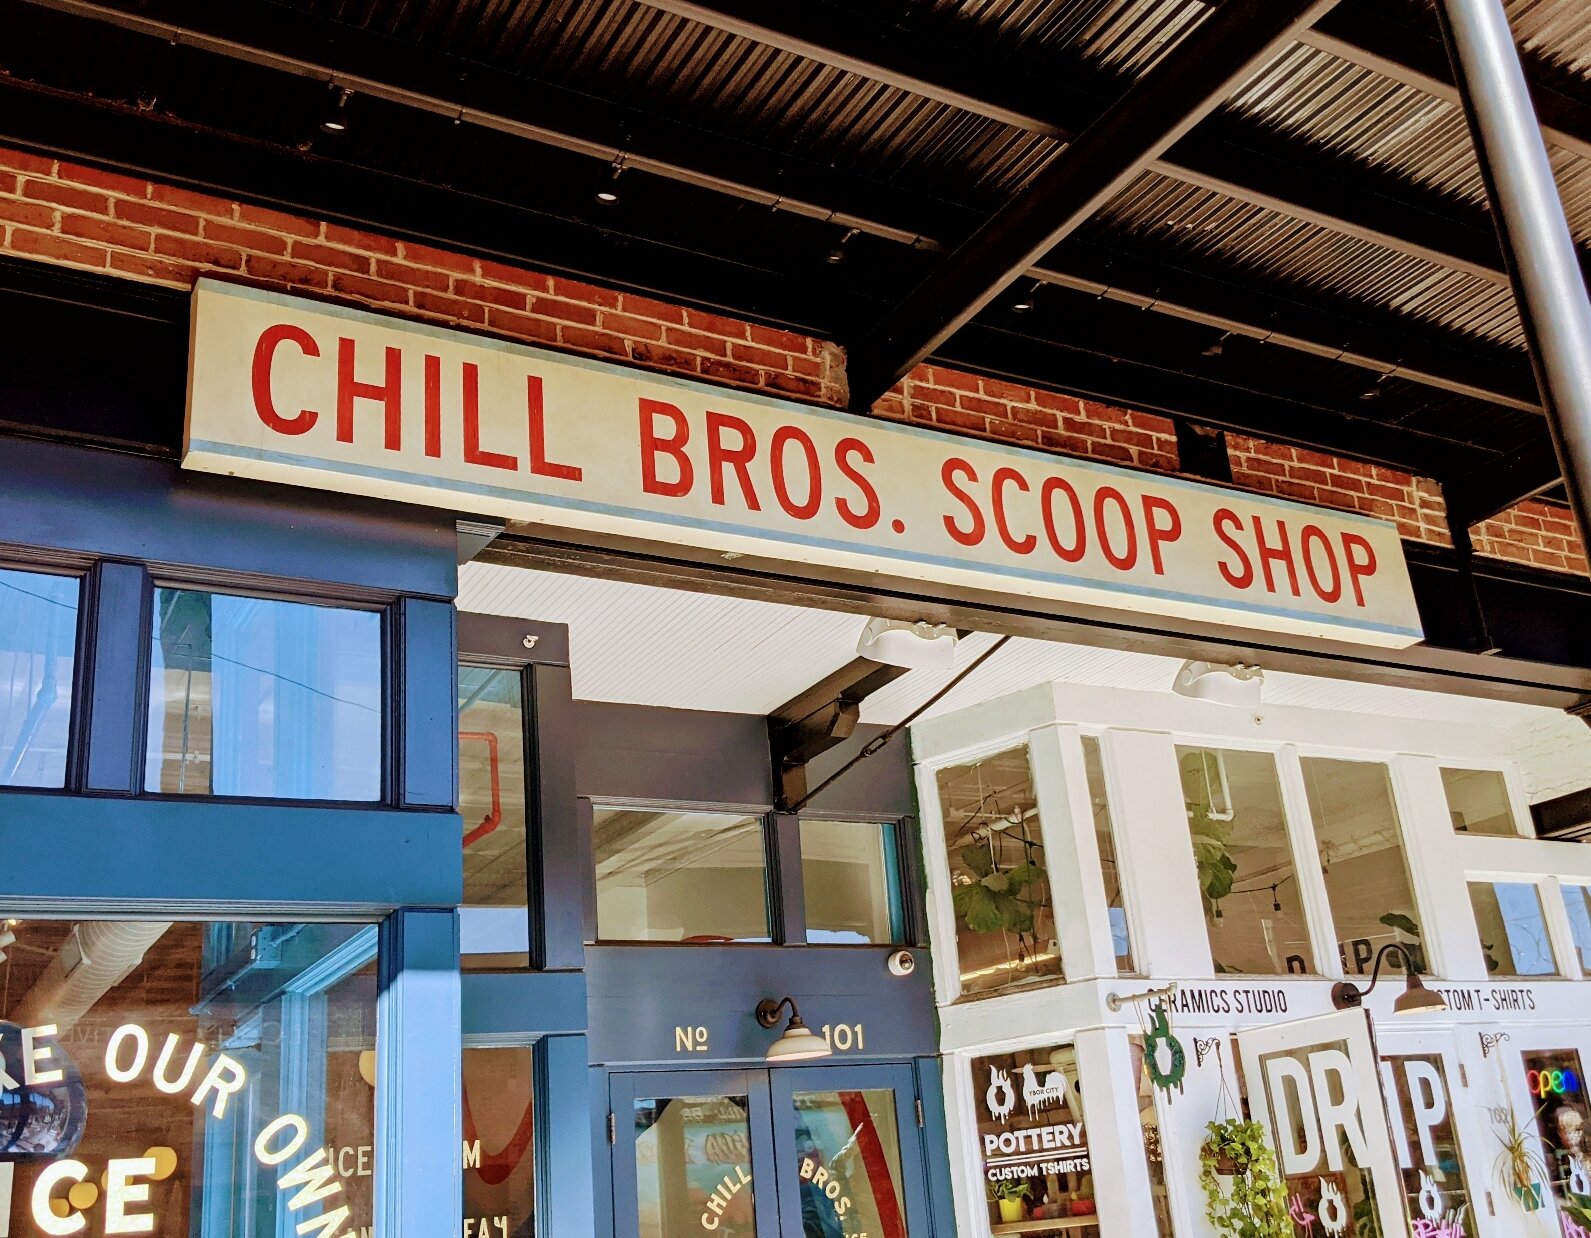 CHILL BROS. SCOOP SHOP
No 101
CHILL BROS.
OUR OWN
ICE
CERAMICS STUDIO
T-SHIRTS
YBOR CITY
POTTERY
CUSTOM TSHIRTS
DRIP
OPEN